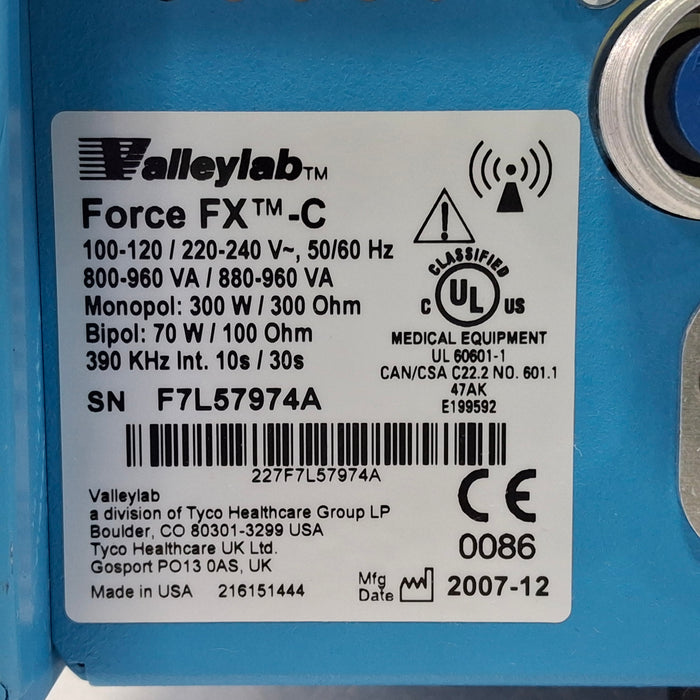 Valleylab™
Force FX™-C
100-120 / 220-240 V~, 50/60 Hz
800-960 VA / 880-960 VA
Monopol: 300 W / 300 Ohm
Bipol: 70 W / 100 Ohm
390 KHz Int. 10s / 30s
SN F7L57974A
227F7L57974A
CLASSIFIED
C UL US
MEDICAL EQUIPMENT
UL 60601-1
CAN/CSA C22.2 NO. 601.1
47AK
E199592
Valleylab
a division of Tyco Healthcare Group LP
Boulder, CO 80301-3299 USA
Tyco Healthcare UK Ltd.
Gosport PO13 0AS, UK
Made in USA 216151444
CE
0086
Mfg
Date 2007-12